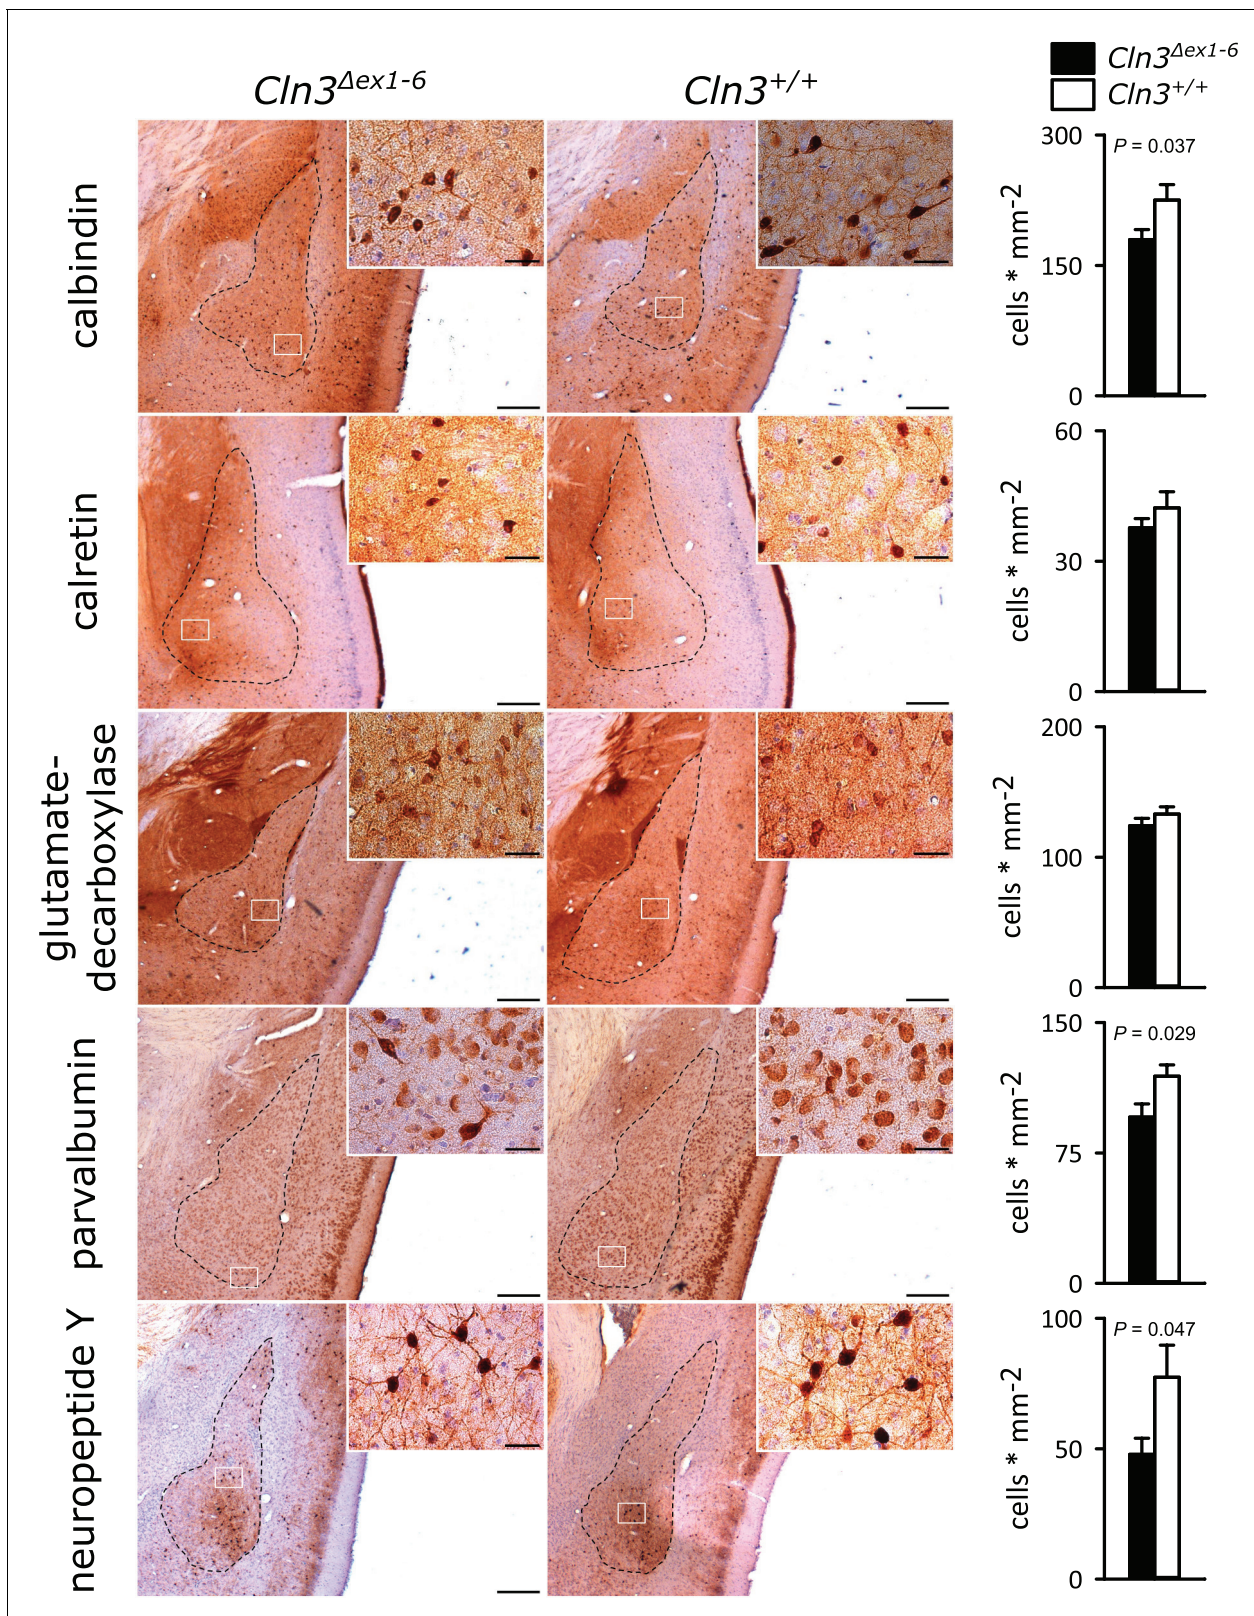 Cln3Δex1-6
Cln3+/+
Cln3Δex1-6
Cln3+/+
calbindin
300
150
0
cells * mm-2
P = 0.037
calretin
60
30
0
cells * mm-2
glutamate-
decarboxylase
200
100
0
cells * mm-2
parvalbumin
150
75
0
cells * mm-2
P = 0.029
neuropeptide Y
100
50
0
cells * mm-2
P = 0.047